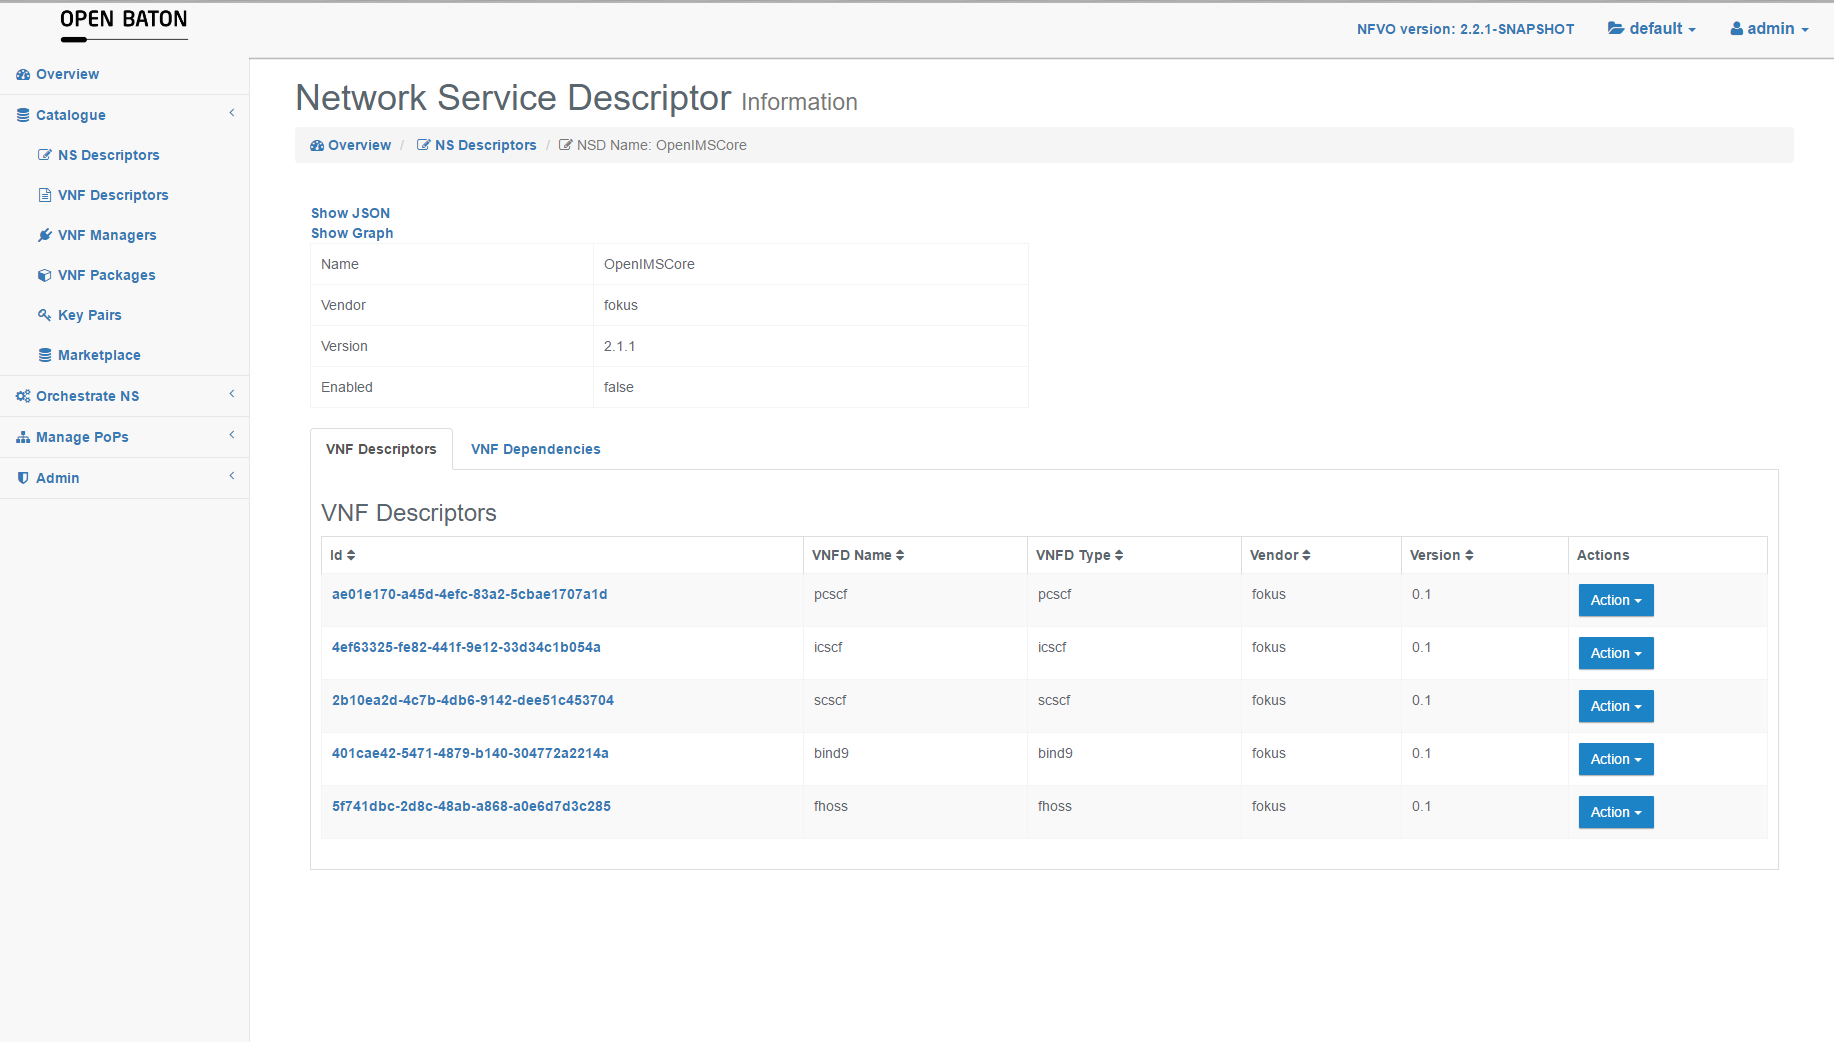 OPEN BATON
NFVO version: 2.2.1-SNAPSHOT default admin
Overview
Catalogue
NS Descriptors
VNF Descriptors
VNF Managers
VNF Packages
Key Pairs
Marketplace
Orchestrate NS
Manage PoPs
Admin
Network Service Descriptor Information
Overview / NS Descriptors / NSD Name: OpenIMSCore
Show JSON
Show Graph
Name OpenIMSCore
Vendor fokus
Version 2.1.1
Enabled false
VNF Descriptors VNF Dependencies
VNF Descriptors
Id VNFD Name VNFD Type Vendor Version Actions
ae01e170-a45d-4efc-83a2-5cbae1707a1d pcscf pcscf fokus 0.1 Action
4ef63325-fe82-441f-9e12-33d34c1b054a icscf icscf fokus 0.1 Action
2b10ea2d-4c7b-4db6-9142-dee51c453704 scscf scscf fokus 0.1 Action
401cae42-5471-4879-b140-304772a2214a bind9 bind9 fokus 0.1 Action
5f741dbc-2d8c-48ab-a868-a0e6d7d3c285 fhoss fhoss fokus 0.1 Action